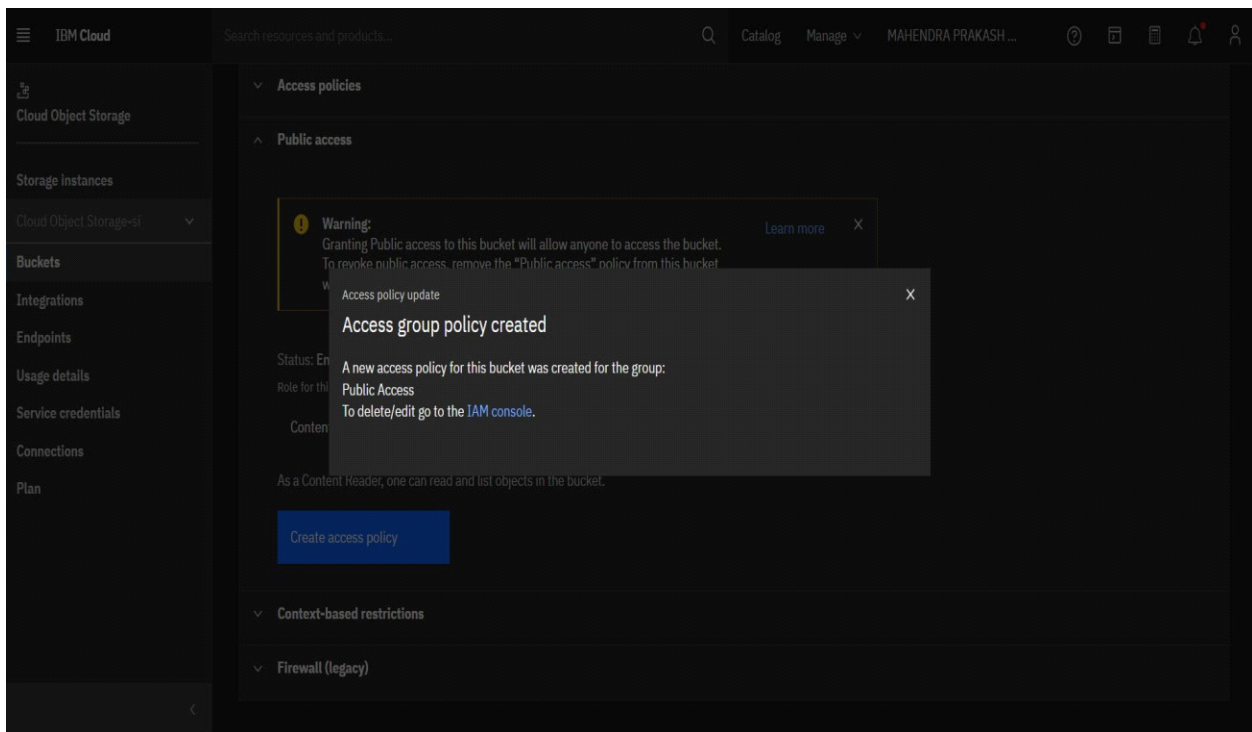 IBM Cloud
Search resources and products...
Catalog
Manage
MAHENDRA PRAKASH ...
Cloud Object Storage
Storage instances
Cloud Object Storage-si
Buckets
Integrations
Endpoints
Usage details
Service credentials
Connections
Plan
Access policies
Public access
Warning:
Learn more
Granting Public access to this bucket will allow anyone to access the bucket.
To revoke public access, remove the "Public access" policy from this bucket
Access policy update
Access group policy created
A new access policy for this bucket was created for the group:
Public Access
To delete/edit go to the IAM console.
Status:
Role for
As a Content Reader, one can read and list objects in the bucket.
Create access policy
Context-based restrictions
Firewall (legacy)